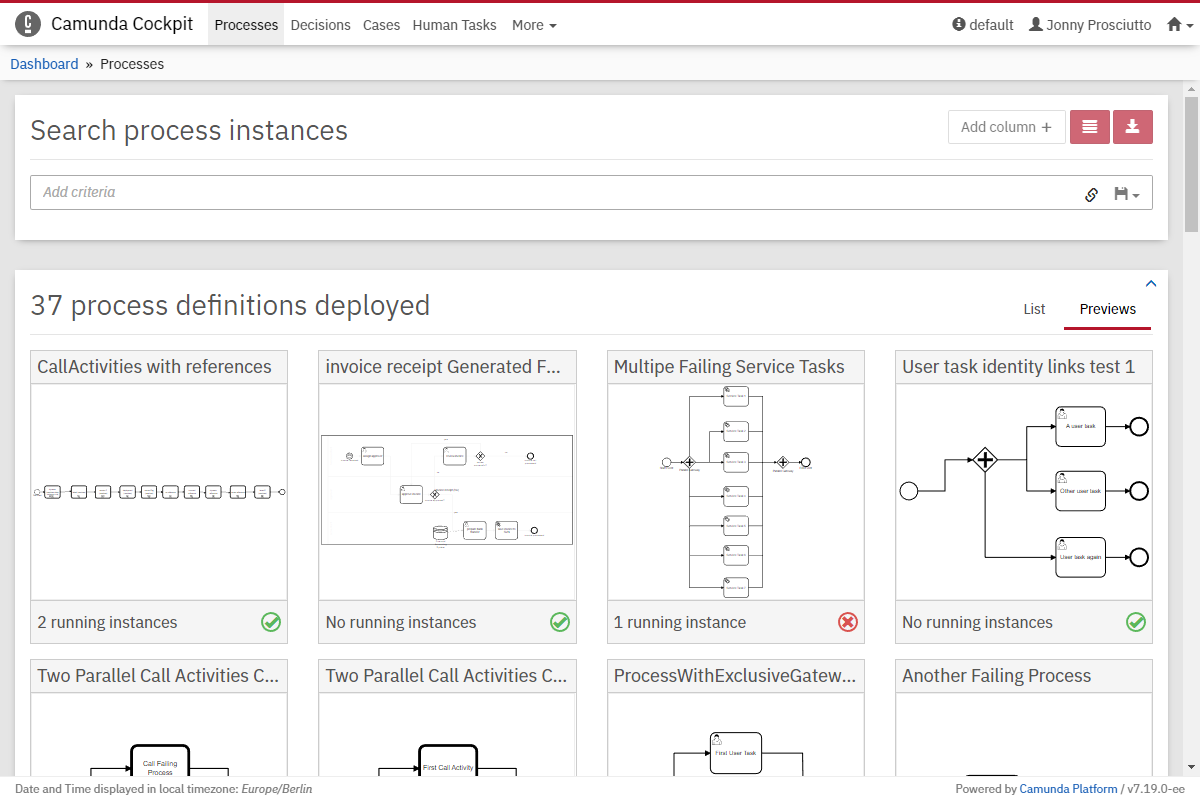 Camunda Cockpit Processes Decisions Cases Human Tasks More default Jonny Prosciutto
Dashboard » Processes
Search process instances
Add column +
Add criteria
37 process definitions deployed
List Previews
CallActivities with references
invoice receipt Generated F...
Multipe Failing Service Tasks
User task identity links test 1
A user task
Other user task
User task again
2 running instances
No running instances
1 running instance
No running instances
Two Parallel Call Activities C...
Two Parallel Call Activities C...
ProcessWithExclusiveGatew...
Another Failing Process
Call Failing
Process
First Call Activity
First User Task
Date and Time displayed in local timezone: Europe/Berlin
Powered by Camunda Platform / v7.19.0-ee